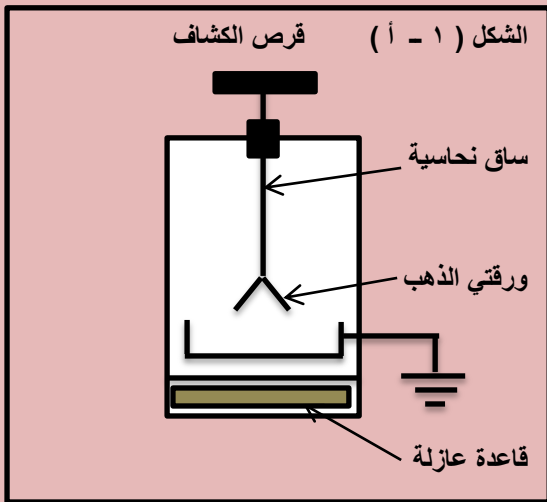 الشكل ( ١ – أ ) قرص الكشاف
ساق نحاسية
ورقتي الذهب
قاعدة عازلة